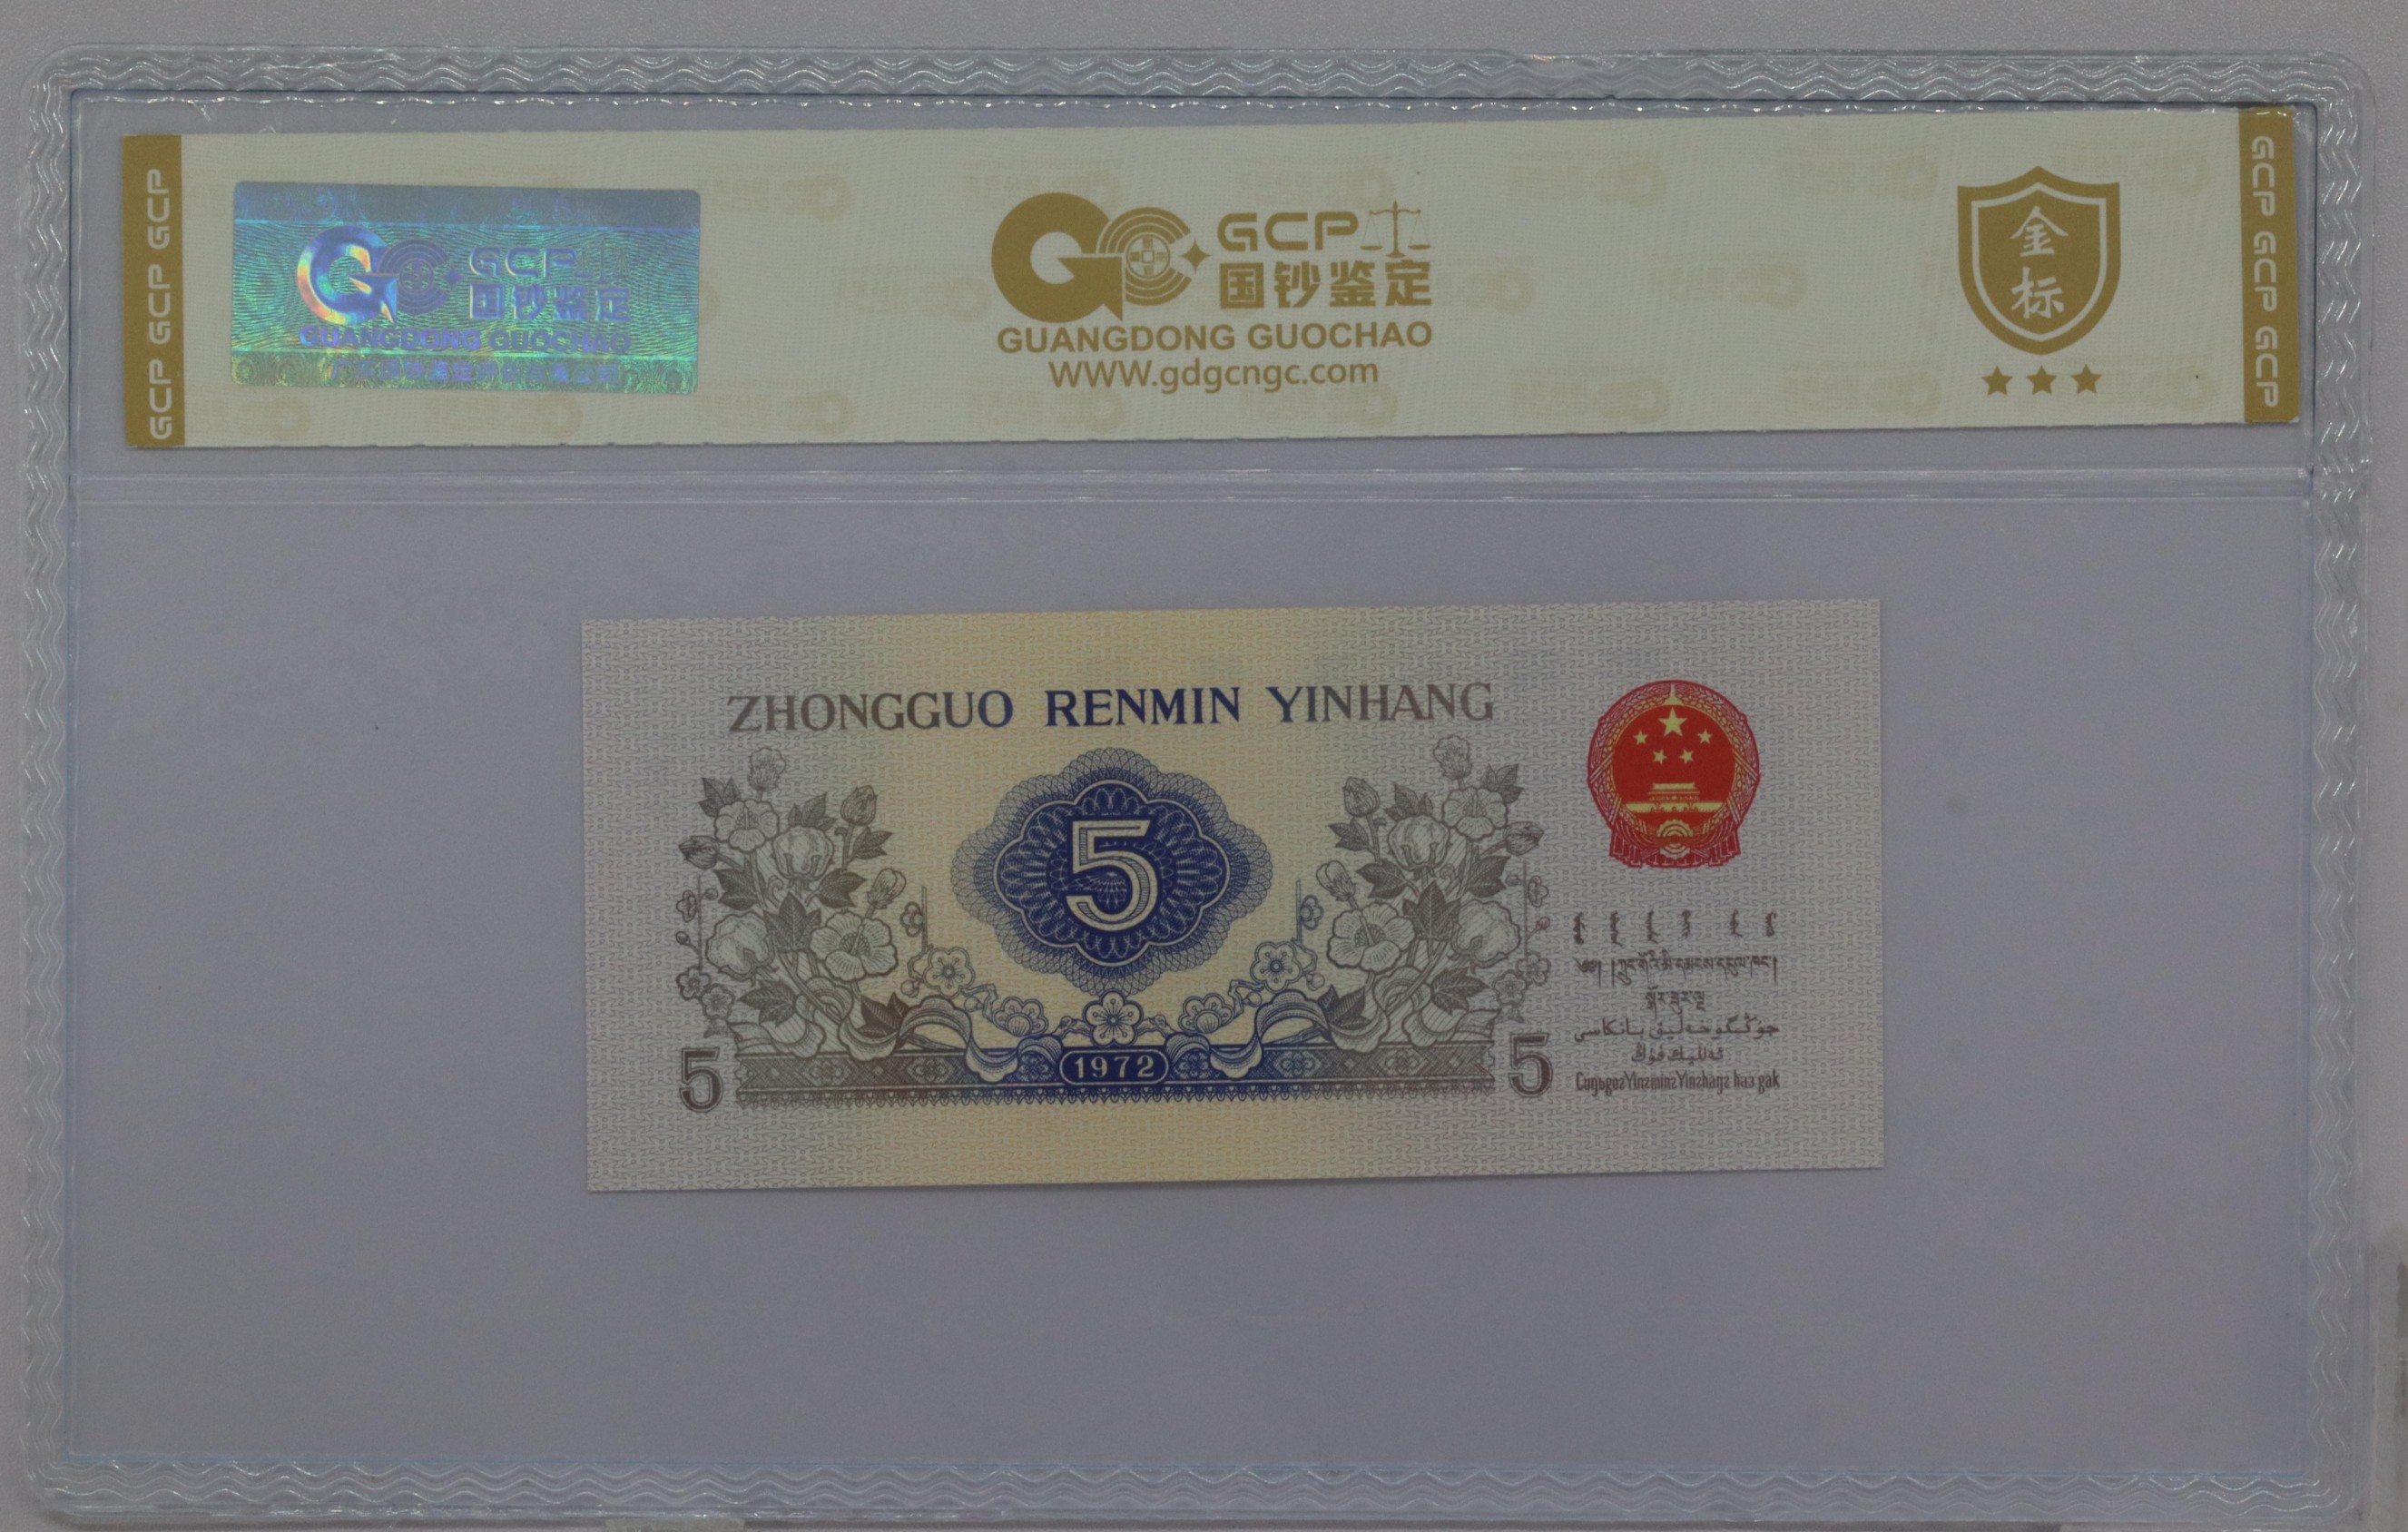 GCP GCP GCP
GCP
国钞鉴定
GUANGDONG GUOCHAO
GCP
国钞鉴定
GUANGDONG GUOCHAO
WWW.gdgcngc.com
金
标
GCP GCP GCP
ZHONGGUO RENMIN YINHANG
5
1972
5
5